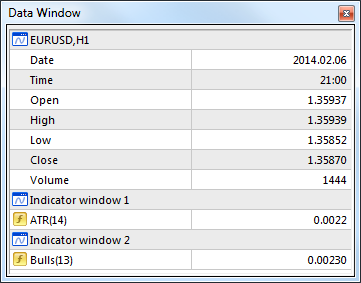 Data Window
EURUSD,H1
Date 2014.02.06
Time 21:00
Open 1.35937
High 1.35939
Low 1.35852
Close 1.35870
Volume 1444
Indicator window 1
ATR(14) 0.0022
Indicator window 2
Bulls(13) 0.00230